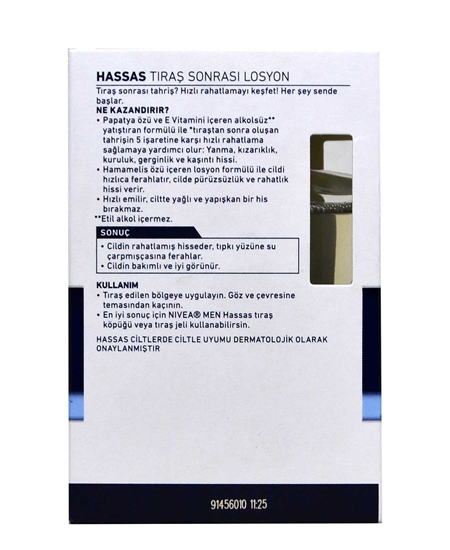 HASSAS TIRAŞ SONRASI LOSYON
Tıraş sonrası tahriş? Hızlı rahatlamayı keşfet! Her şey sende
başlar.
NE KAZANDIRIR?
• Papatya özü ve E Vitamini içeren alkolsüz**
yatıştıran formülü ile *tıraştan sonra oluşan
tahrişin 5 işaretine karşı hızlı rahatlama
sağlamaya yardımcı olur: Yanma, kızarıklık,
kuruluk, gerginlik ve kaşıntı hissi.
• Hamamelis özü içeren losyon formülü ile cildi
hızlıca ferahlatır, cilde pürüzsüzlük ve rahatlık
hissi verir.
• Hızlı emilir, ciltte yağlı ve yapışkan bir his
bırakmaz.
**Etil alkol içermez.
SONUÇ
• Cildin rahatlamış hisseder, tıpkı yüzüne su
çarpmışçasına ferahlar.
• Cildin bakımlı ve iyi görünür.
KULLANIM
• Tıraş edilen bölgeye uygulayın. Göz ve çevresine
temasından kaçının.
• En iyi sonuç için NIVEA® MEN Hassas tıraş
köpüğü veya tıraş jeli kullanabilirsin.
HASSAS CİLTLERDE CİLTLE UYUMU DERMATOLOJİK OLARAK
ONAYLANMIŞTIR
91456010 11:25